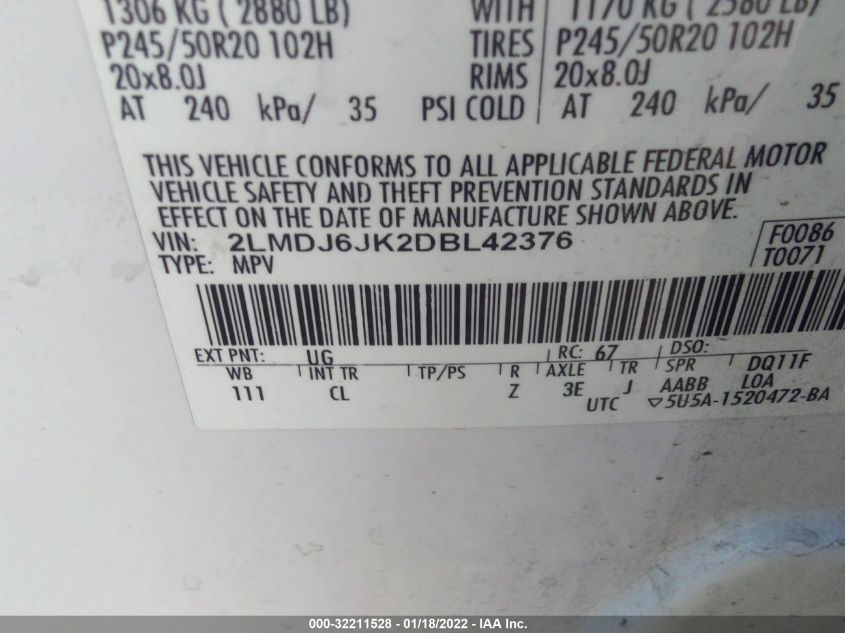 1306 KG ( 2880 LB) WITH 1170 KG ( 2580 LB)
P245/50R20 102H TIRES P245/50R20 102H
20x8.0J RIMS 20x8.0J
AT 240 kPa/ 35 PSI COLD AT 240 kPa/ 35
THIS VEHICLE CONFORMS TO ALL APPLICABLE FEDERAL MOTOR
VEHICLE SAFETY AND THEFT PREVENTION STANDARDS IN
EFFECT ON THE DATE OF MANUFACTURE SHOWN ABOVE.
VIN: 2LMDJ6JK2DBL42376 F0086
TYPE: MPV T0071
EXT PNT: UG RC: 67 DSO:
WB INT TR TP/PS R AXLE TR SPR DQ11F
111 CL Z 3E J AABB LOA
UTC ▽5U5A-1520472-BA
000-32211528 - 01/18/2022 - IAA Inc.